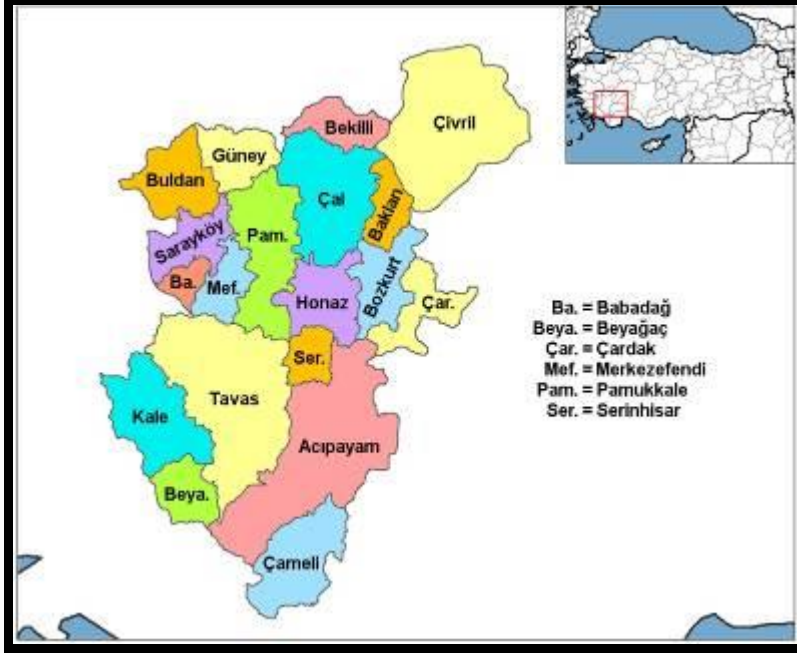 Çivril
Bekilli
Güney
Buldan
Çal
Baklan
Sarayköy
Pam.
Ba.
Mef.
Honaz
Bozkurt
Çar.
Ser.
Tavas
Kale
Acıpayam
Beya.
Çameli
Ba. = Babadağ
Beya. = Beyağaç
Çar. = Çardak
Mef. = Merkezefendi
Pam. = Pamukkale
Ser. = Serinhisar